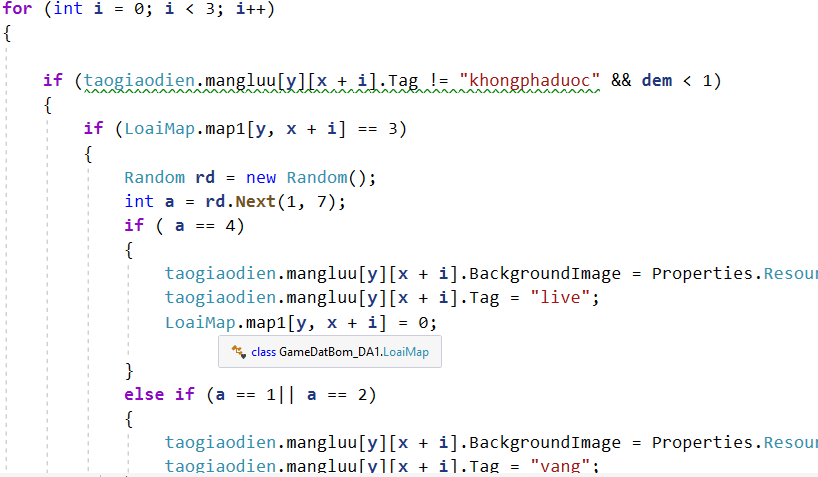 for (int i = 0; i < 3; i++)
{
if (taogiaodien.mangluu[y][x + i].Tag != "khongphaduoc" && dem < 1)
{
if (LoaiMap.map1[y, x + i] == 3)
{
Random rd = new Random();
int a = rd.Next(1, 7);
if ( a == 4)
{
taogiaodien.mangluu[y][x + i].BackgroundImage = Properties.Resour
taogiaodien.mangluu[y][x + i].Tag = "live";
LoaiMap.map1[y, x + i] = 0;
class GameDatBom_DA1.LoaiMap
}
else if (a == 1|| a == 2)
{
taogiaodien.mangluu[y][x + i].BackgroundImage = Properties.Resour
taogiaodien.mangluu[y][x + i].Tag = "vang";